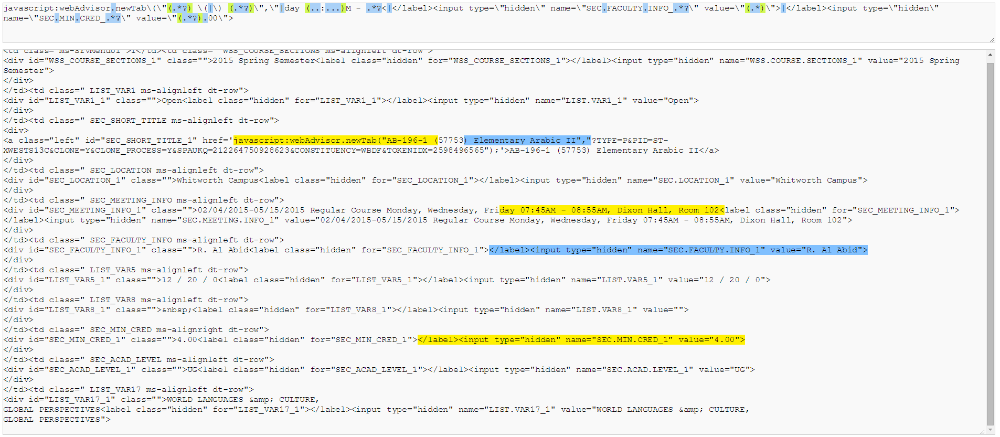 javascript:webAdvisor.newTab\(\"(.*?) \(|\) (.*?)\",\"|day (..:...)M - .*?<|</label><input type=\"hidden\" name=\"SEC.FACULTY.INFO_.*?\" value=\"(.*)\">|</label><input type=\"hidden\"
name=\"SEC.MIN.CRED_.*?\" value=\"(.*?).00\">
<td class="ms-srvMenuUI">1</td><td class=" WSS_COURSE_SECTIONS ms-alignleft dt-row">
<div id="WSS_COURSE_SECTIONS_1" class="">2015 Spring Semester<label class="hidden" for="WSS_COURSE_SECTIONS_1"></label><input type="hidden" name="WSS.COURSE.SECTIONS_1" value="2015 Spring
Semester">
</div>
</td><td class=" LIST_VAR1 ms-alignleft dt-row">
<div id="LIST_VAR1_1" class="">Open<label class="hidden" for="LIST_VAR1_1"></label><input type="hidden" name="LIST.VAR1_1" value="Open">
</div>
</td><td class=" SEC_SHORT_TITLE ms-alignleft dt-row">
<div>
<a class="left" id="SEC_SHORT_TITLE_1" href='javascript:webAdvisor.newTab("AB-196-1 (57753) Elementary Arabic II","?TYPE=P&PID=ST-
XWESTS13C&CLONE=Y&CLONE_PROCESS=Y&SPAUKQ=212264750928623&CONSTITUENCY=WBDF&TOKENIDX=2598496565");'>AB-196-1 (57753) Elementary Arabic II</a>
</div>
</td><td class=" SEC_LOCATION ms-alignleft dt-row">
<div id="SEC_LOCATION_1" class="">Whitworth Campus<label class="hidden" for="SEC_LOCATION_1"></label><input type="hidden" name="SEC.LOCATION_1" value="Whitworth Campus">
</div>
</td><td class=" SEC_MEETING_INFO ms-alignleft dt-row">
<div id="SEC_MEETING_INFO_1" class="">02/04/2015-05/15/2015 Regular Course Monday, Wednesday, Friday 07:45AM - 08:55AM, Dixon Hall, Room 102<label class="hidden" for="SEC_MEETING_INFO_1">
</label><input type="hidden" name="SEC.MEETING.INFO_1" value="02/04/2015-05/15/2015 Regular Course Monday, Wednesday, Friday 07:45AM - 08:55AM, Dixon Hall, Room 102">
</div>
</td><td class=" SEC_FACULTY_INFO ms-alignleft dt-row">
<div id="SEC_FACULTY_INFO_1" class="">R. Al Abid<label class="hidden" for="SEC_FACULTY_INFO_1"></label><input type="hidden" name="SEC.FACULTY.INFO_1" value="R. Al Abid">
</div>
</td><td class=" LIST_VAR5 ms-alignleft dt-row">
<div id="LIST_VAR5_1" class="">12 / 20 / 0<label class="hidden" for="LIST_VAR5_1"></label><input type="hidden" name="LIST.VAR5_1" value="12 / 20 / 0">
</div>
</td><td class=" LIST_VAR8 ms-alignleft dt-row">
<div id="LIST_VAR8_1" class="">&nbsp;<label class="hidden" for="LIST_VAR8_1"></label><input type="hidden" name="LIST.VAR8_1" value="">
</div>
</td><td class=" SEC_MIN_CRED ms-alignright dt-row">
<div id="SEC_MIN_CRED_1" class="">4.00<label class="hidden" for="SEC_MIN_CRED_1"></label><input type="hidden" name="SEC.MIN.CRED_1" value="4.00">
</div>
</td><td class=" SEC_ACAD_LEVEL ms-alignleft dt-row">
<div id="SEC_ACAD_LEVEL_1" class="">UG<label class="hidden" for="SEC_ACAD_LEVEL_1"></label><input type="hidden" name="SEC.ACAD.LEVEL_1" value="UG">
</div>
</td><td class=" LIST_VAR17 ms-alignleft dt-row">
<div id="LIST_VAR17_1" class="">WORLD LANGUAGES &amp; CULTURE,
GLOBAL PERSPECTIVES<label class="hidden" for="LIST_VAR17_1"></label><input type="hidden" name="LIST.VAR17_1" value="WORLD LANGUAGES &amp; CULTURE,
GLOBAL PERSPECTIVES">